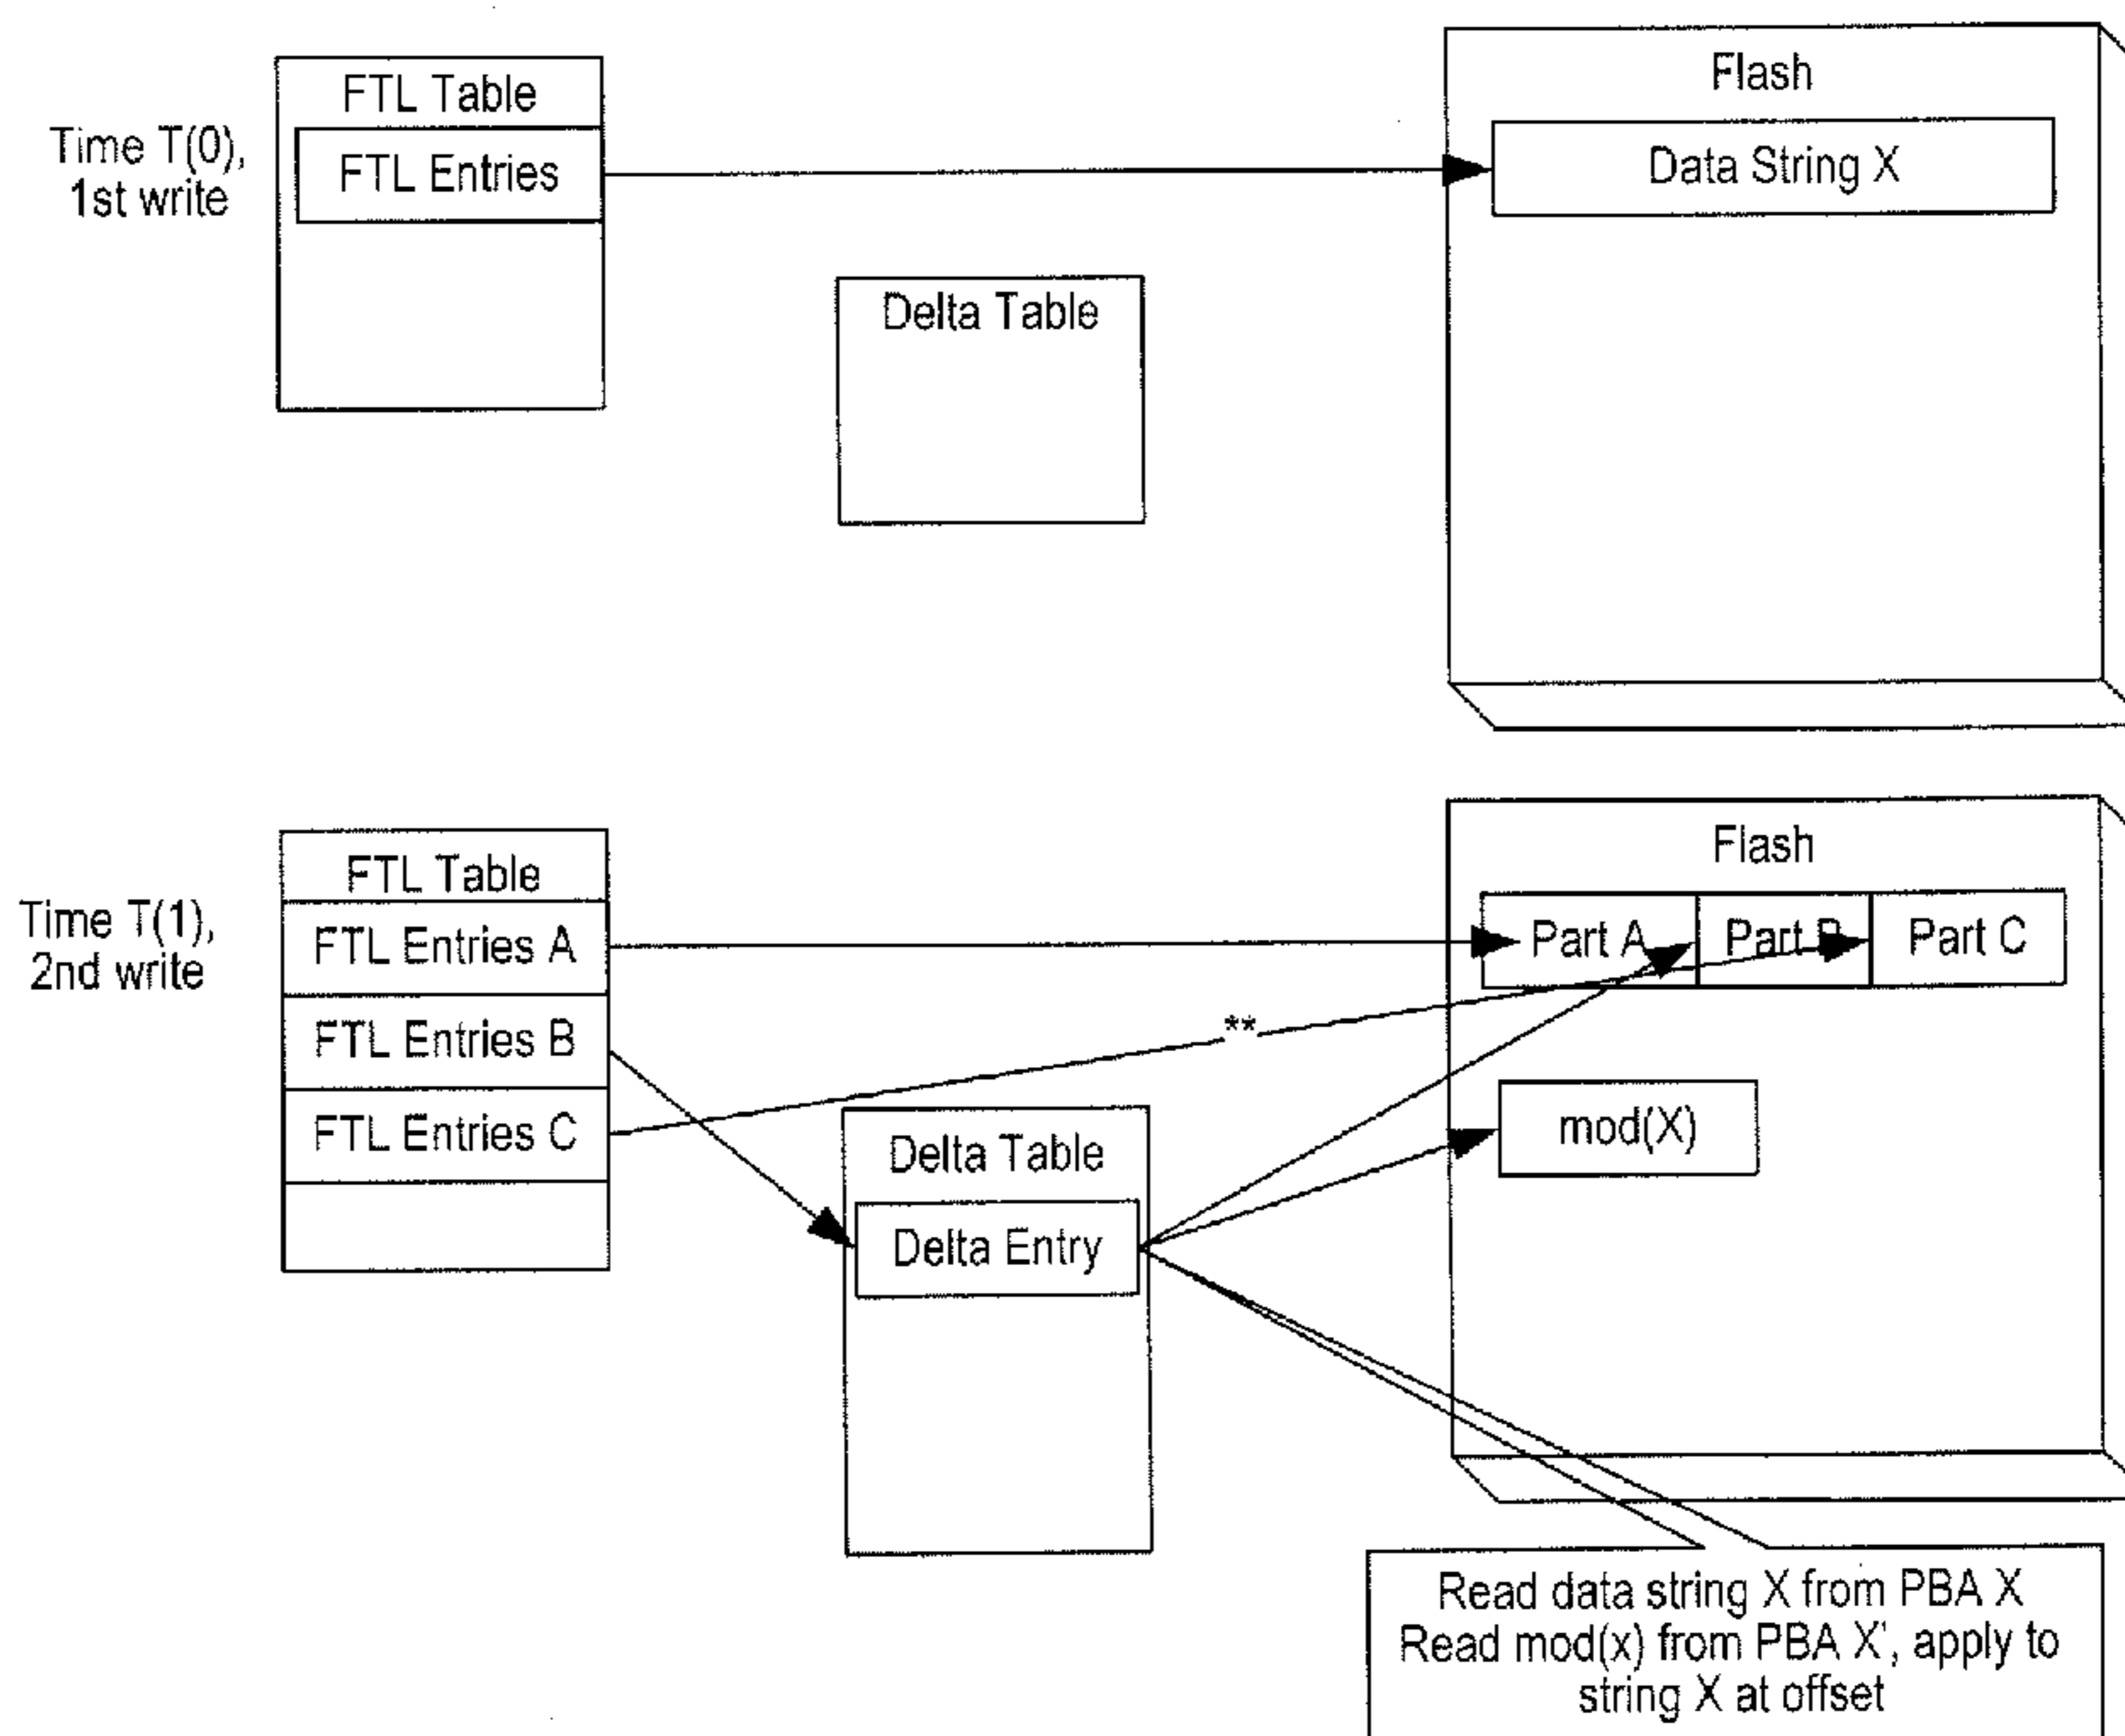 FTL Table
Flash
Time T(0),
1st write
FTL Entries
Data String X
Delta Table
FTL Table
Flash
Time T(1),
2nd write
FTL Entries A
Part A
Part B
Part C
FTL Entries B
**
FTL Entries C
mod(X)
Delta Table
Delta Entry
Read data string X from PBA X
Read mod(x) from PBA X', apply to
string X at offset